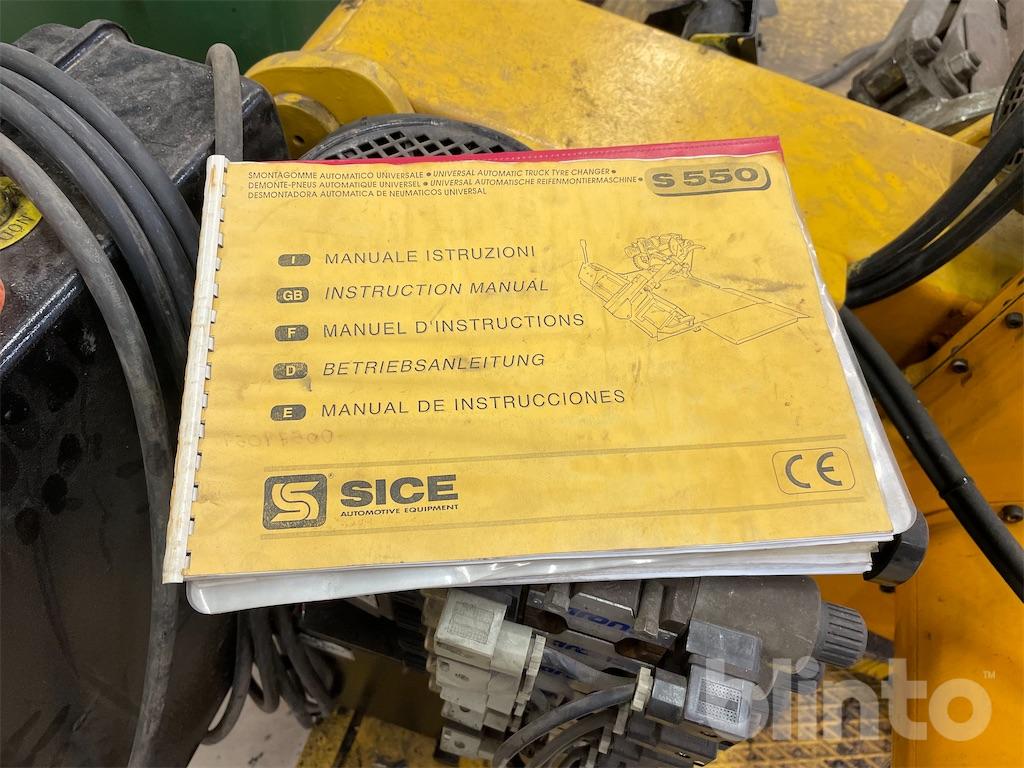 SMONTAGOMME AUTOMATICO UNIVERSALE • UNIVERSAL AUTOMATIC TRUCK TYRE CHANGER •
DEMONTE-PNEUS AUTOMATIQUE UNIVERSEL • UNIVERSAL AUTOMATISCHE REIFENMONTIERMASCHINE •
DESMONTADORA AUTOMATICA DE NEUMATICOS UNIVERSAL
S 550
I MANUALE ISTRUZIONI
GB INSTRUCTION MANUAL
F MANUEL D'INSTRUCTIONS
D BETRIEBSANLEITUNG
E MANUAL DE INSTRUCCIONES
S® SICE
AUTOMOTIVE EQUIPMENT
CE
blinto™